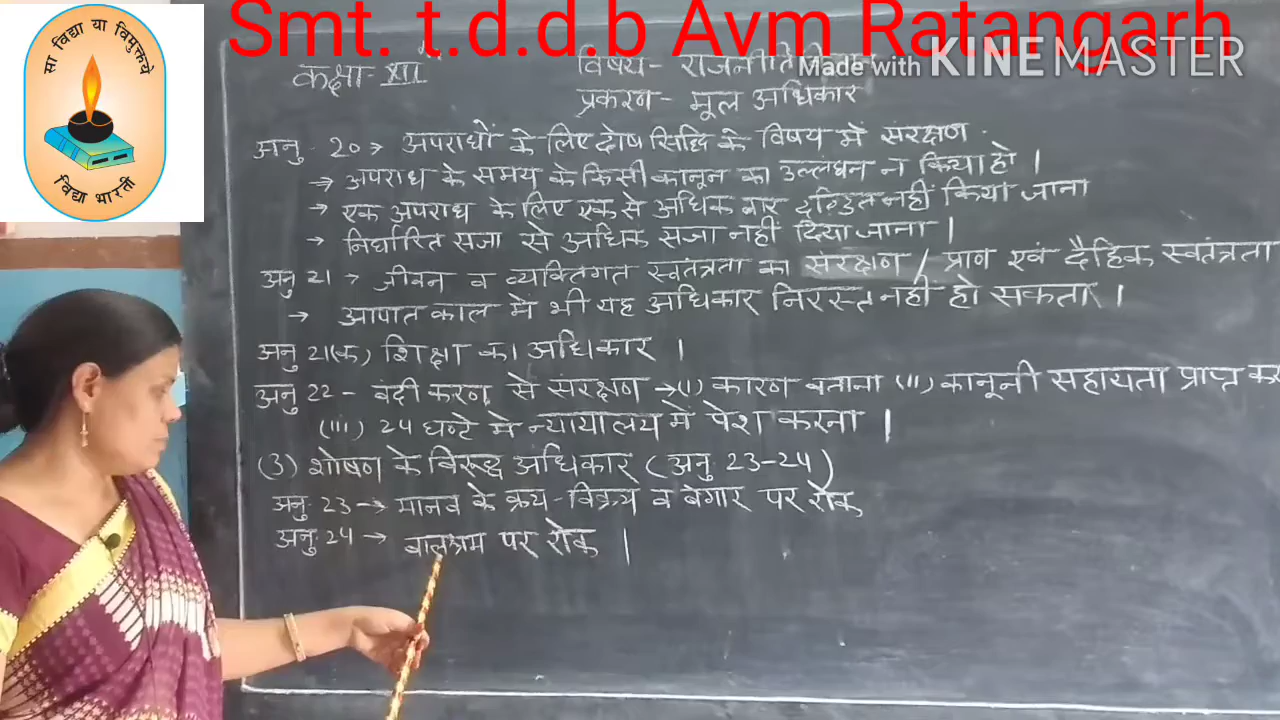 Smt. t.d.d.b Avm Ratangarh
Made with KINEMASTER
सा विद्या या विमुक्तये
विद्या भारती
कक्षा- XII
विषय- राजनीति
प्रकरण- मूल अधिकार
अनु - 20 → अपराधों के लिए दोष सिद्धि के विषय में संरक्षण -
→ अपराध के समय के किसी कानून का उल्लंघन न किया हो ।
→ एक अपराध के लिए एक से अधिक बार दण्डित नहीं किया जाना
→ निर्धारित सजा से अधिक सजा नहीं दिया जाना ।
अनु 21 → जीवन व व्यक्तिगत स्वतंत्रता का संरक्षण / प्राण एवं दैहिक स्वतंत्रता
→ आपात काल में भी यह अधिकार निरस्त नहीं हो सकता ।
अनु 21(क) शिक्षा का अधिकार ।
अनु 22 - बंदी करण से संरक्षण → (i) कारण बताना (ii) कानूनी सहायता प्राप्त कर
(iii) 24 घण्टे में न्यायालय में पेश करना ।
(3) शोषण के विरूद्ध अधिकार (अनु 23-24)
अनु 23 → मानव के क्रय-विक्रय व बेगार पर रोक
अनु 24 → बालश्रम पर रोक ।